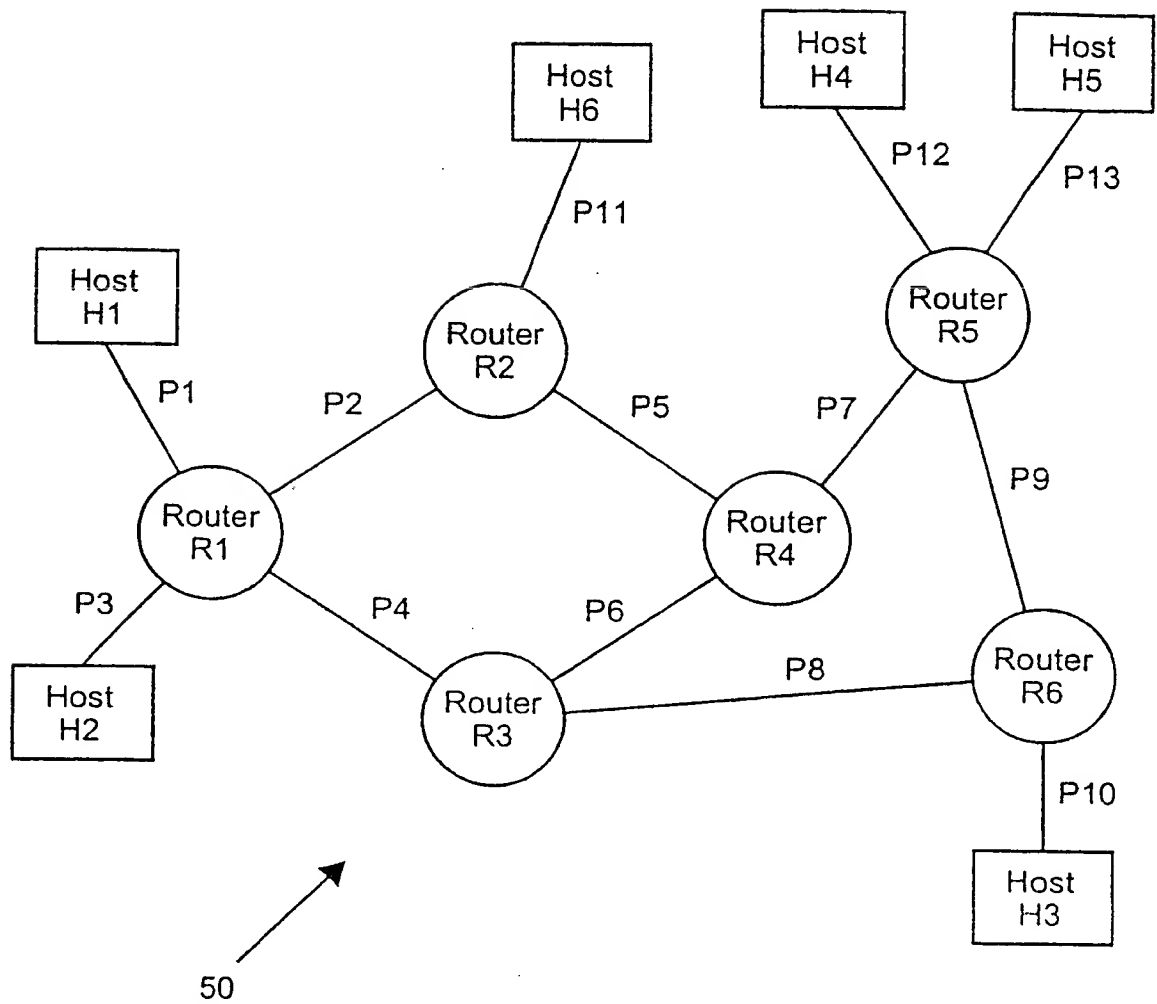 Host
H4
Host
H5
Host
H6
P12
P13
P11
Host
H1
Router
R5
Router
R2
P1
P2
P5
P7
P9
Router
R1
Router
R4
P3
P4
P6
Host
H2
Router
R3
P8
Router
R6
P10
Host
H3
50